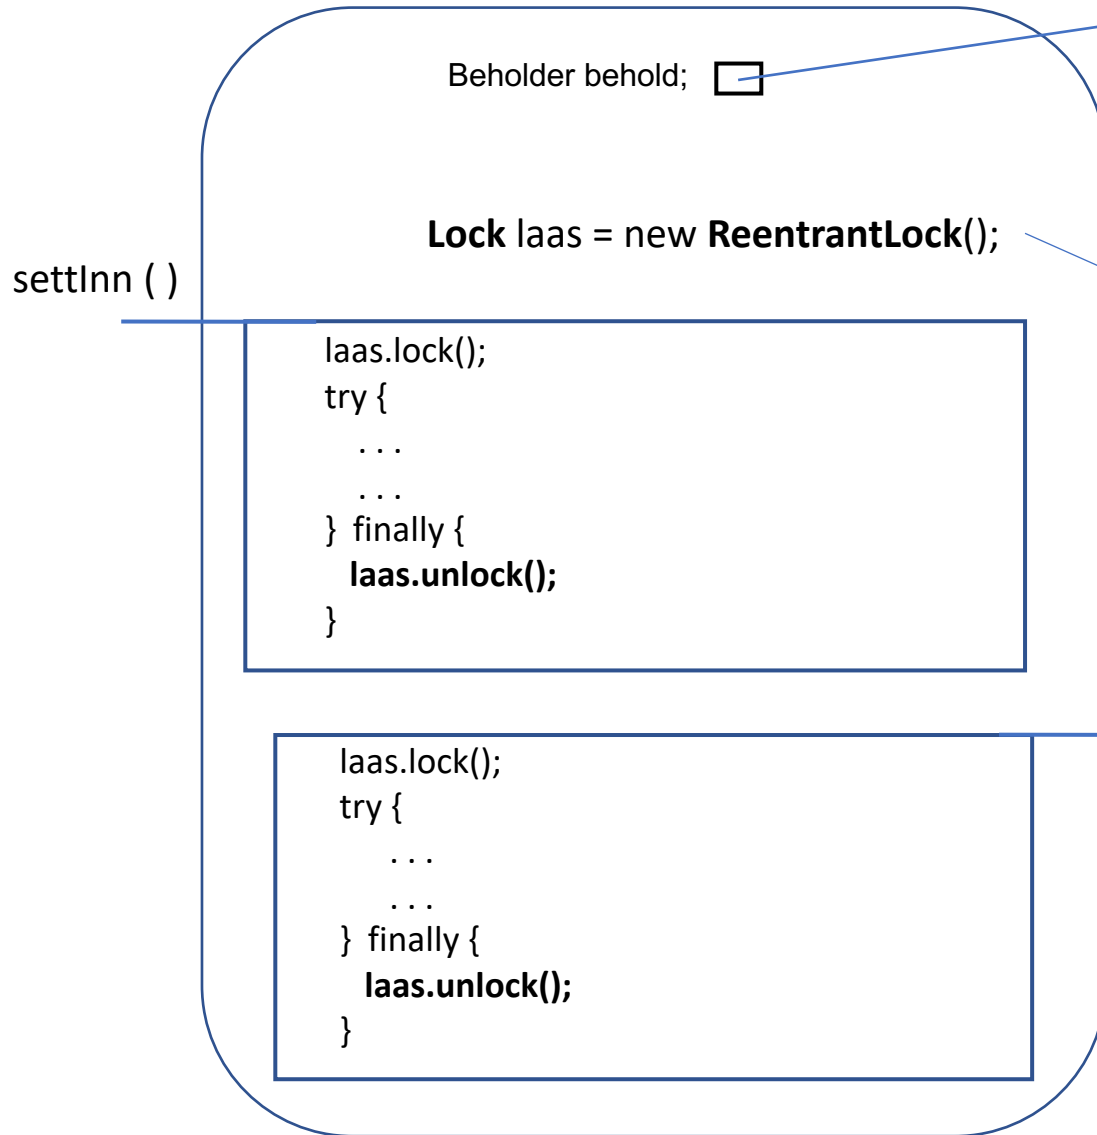 Beholder behold;
Lock laas = new ReentrantLock();
settInn ( )
laas.lock();
try {
. . .
. . .
} finally {
laas.unlock();
}
laas.lock();
try {
. . .
. . .
} finally {
laas.unlock();
}